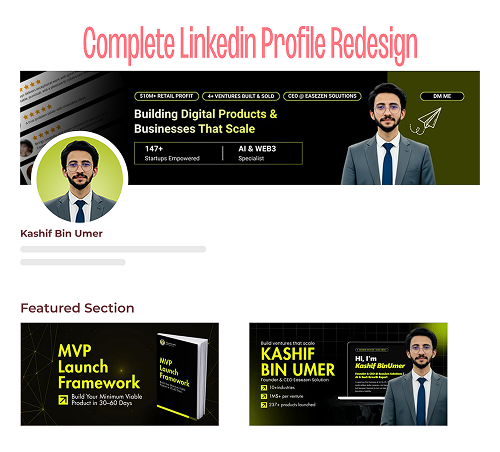 Complete Linkedin Profile Redesign
$10M+ RETAIL PROFIT
4+ VENTURES BUILT & SOLD
CEO @ EASEZEN SOLUTIONS
DM ME
Building Digital Products &
Businesses That Scale
147+
Startups Empowered
AI & WEB3
Specialist
Kashif Bin Umer
Featured Section
MVP
Launch
Framework
Build Your Minimum Viable
Product in 30–60 Days
MVP
Launch
Framework
Build ventures that scale
KASHIF
BIN UMER
Founder & CEO Easezen Solution
10+industries
1M$+ per venture
237+ products launched
Hi, I'm
Kashif BinUmer